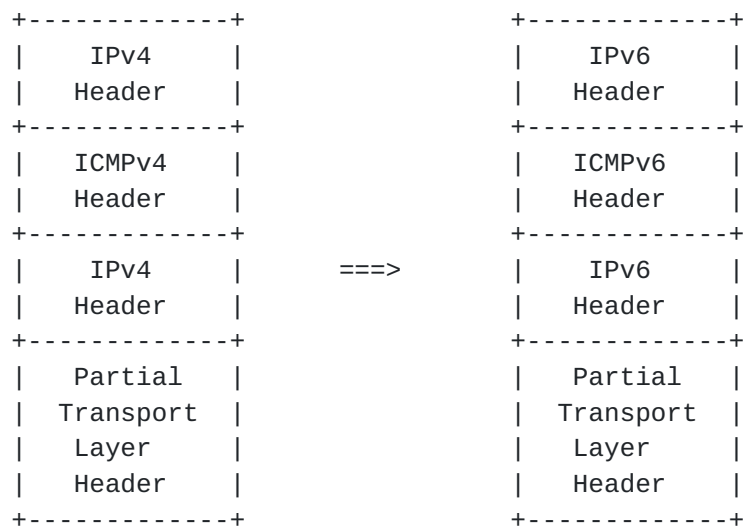 +-------------+                 +-------------+
|    IPv4     |                 |    IPv6     |
|   Header    |                 |   Header    |
+-------------+                 +-------------+
|   ICMPv4    |                 |   ICMPv6    |
|   Header    |                 |   Header    |
+-------------+                 +-------------+
|    IPv4     |      ===>       |    IPv6     |
|   Header    |                 |   Header    |
+-------------+                 +-------------+
|   Partial   |                 |   Partial   |
|  Transport  |                 |  Transport  |
|   Layer     |                 |   Layer     |
|   Header    |                 |   Header    |
+-------------+                 +-------------+